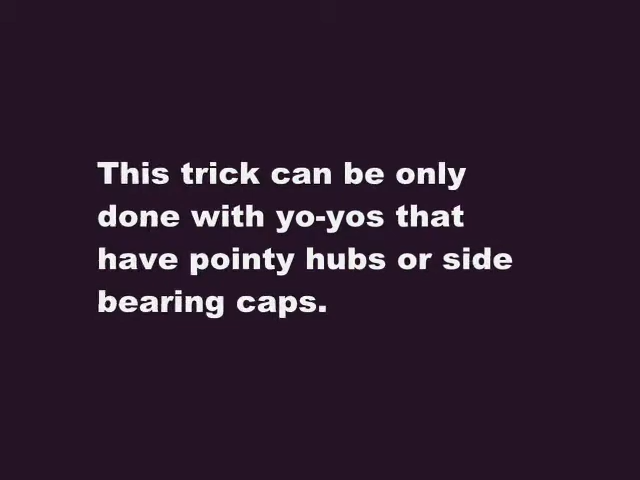 This trick can be only
done with yo-yos that
have pointy hubs or side
bearing caps.